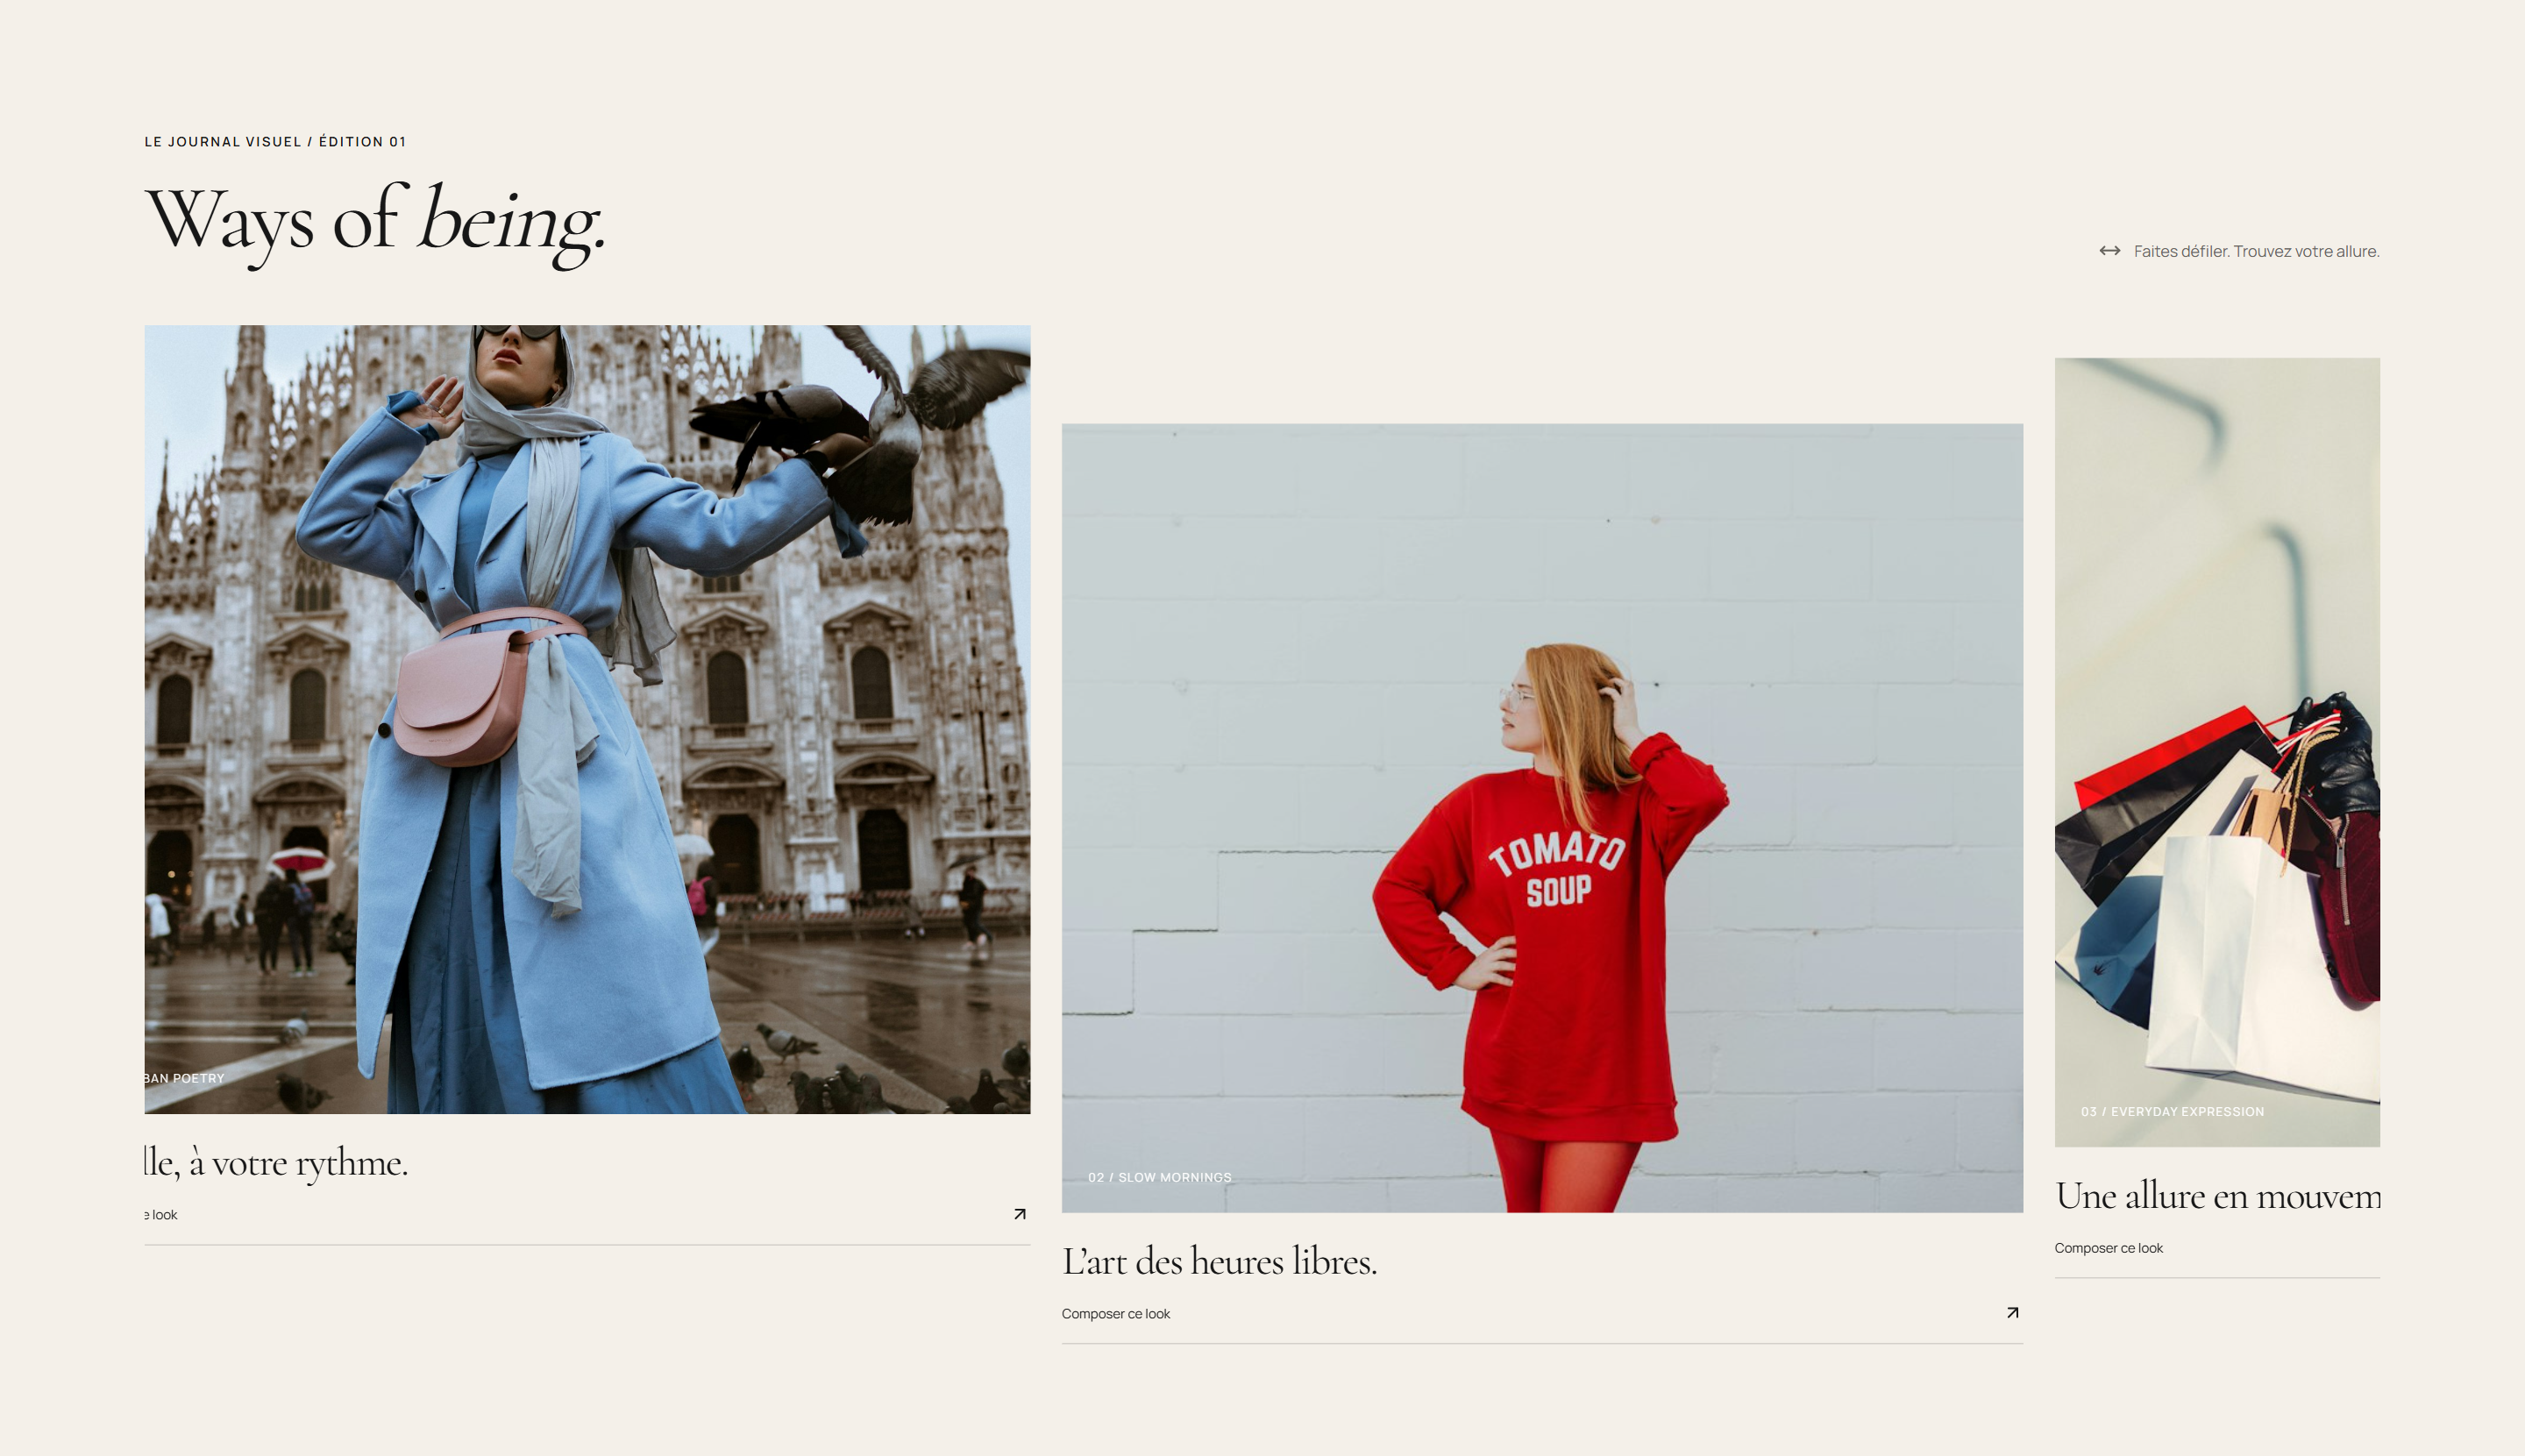 LE JOURNAL VISUEL / ÉDITION 01
Ways of being.
Faites défiler. Trouvez votre allure.
BAN POETRY
lle, à votre rythme.
e look
TOMATO
SOUP
02 / SLOW MORNINGS
L’art des heures libres.
Composer ce look
03 / EVERYDAY EXPRESSION
Une allure en mouvem
Composer ce look